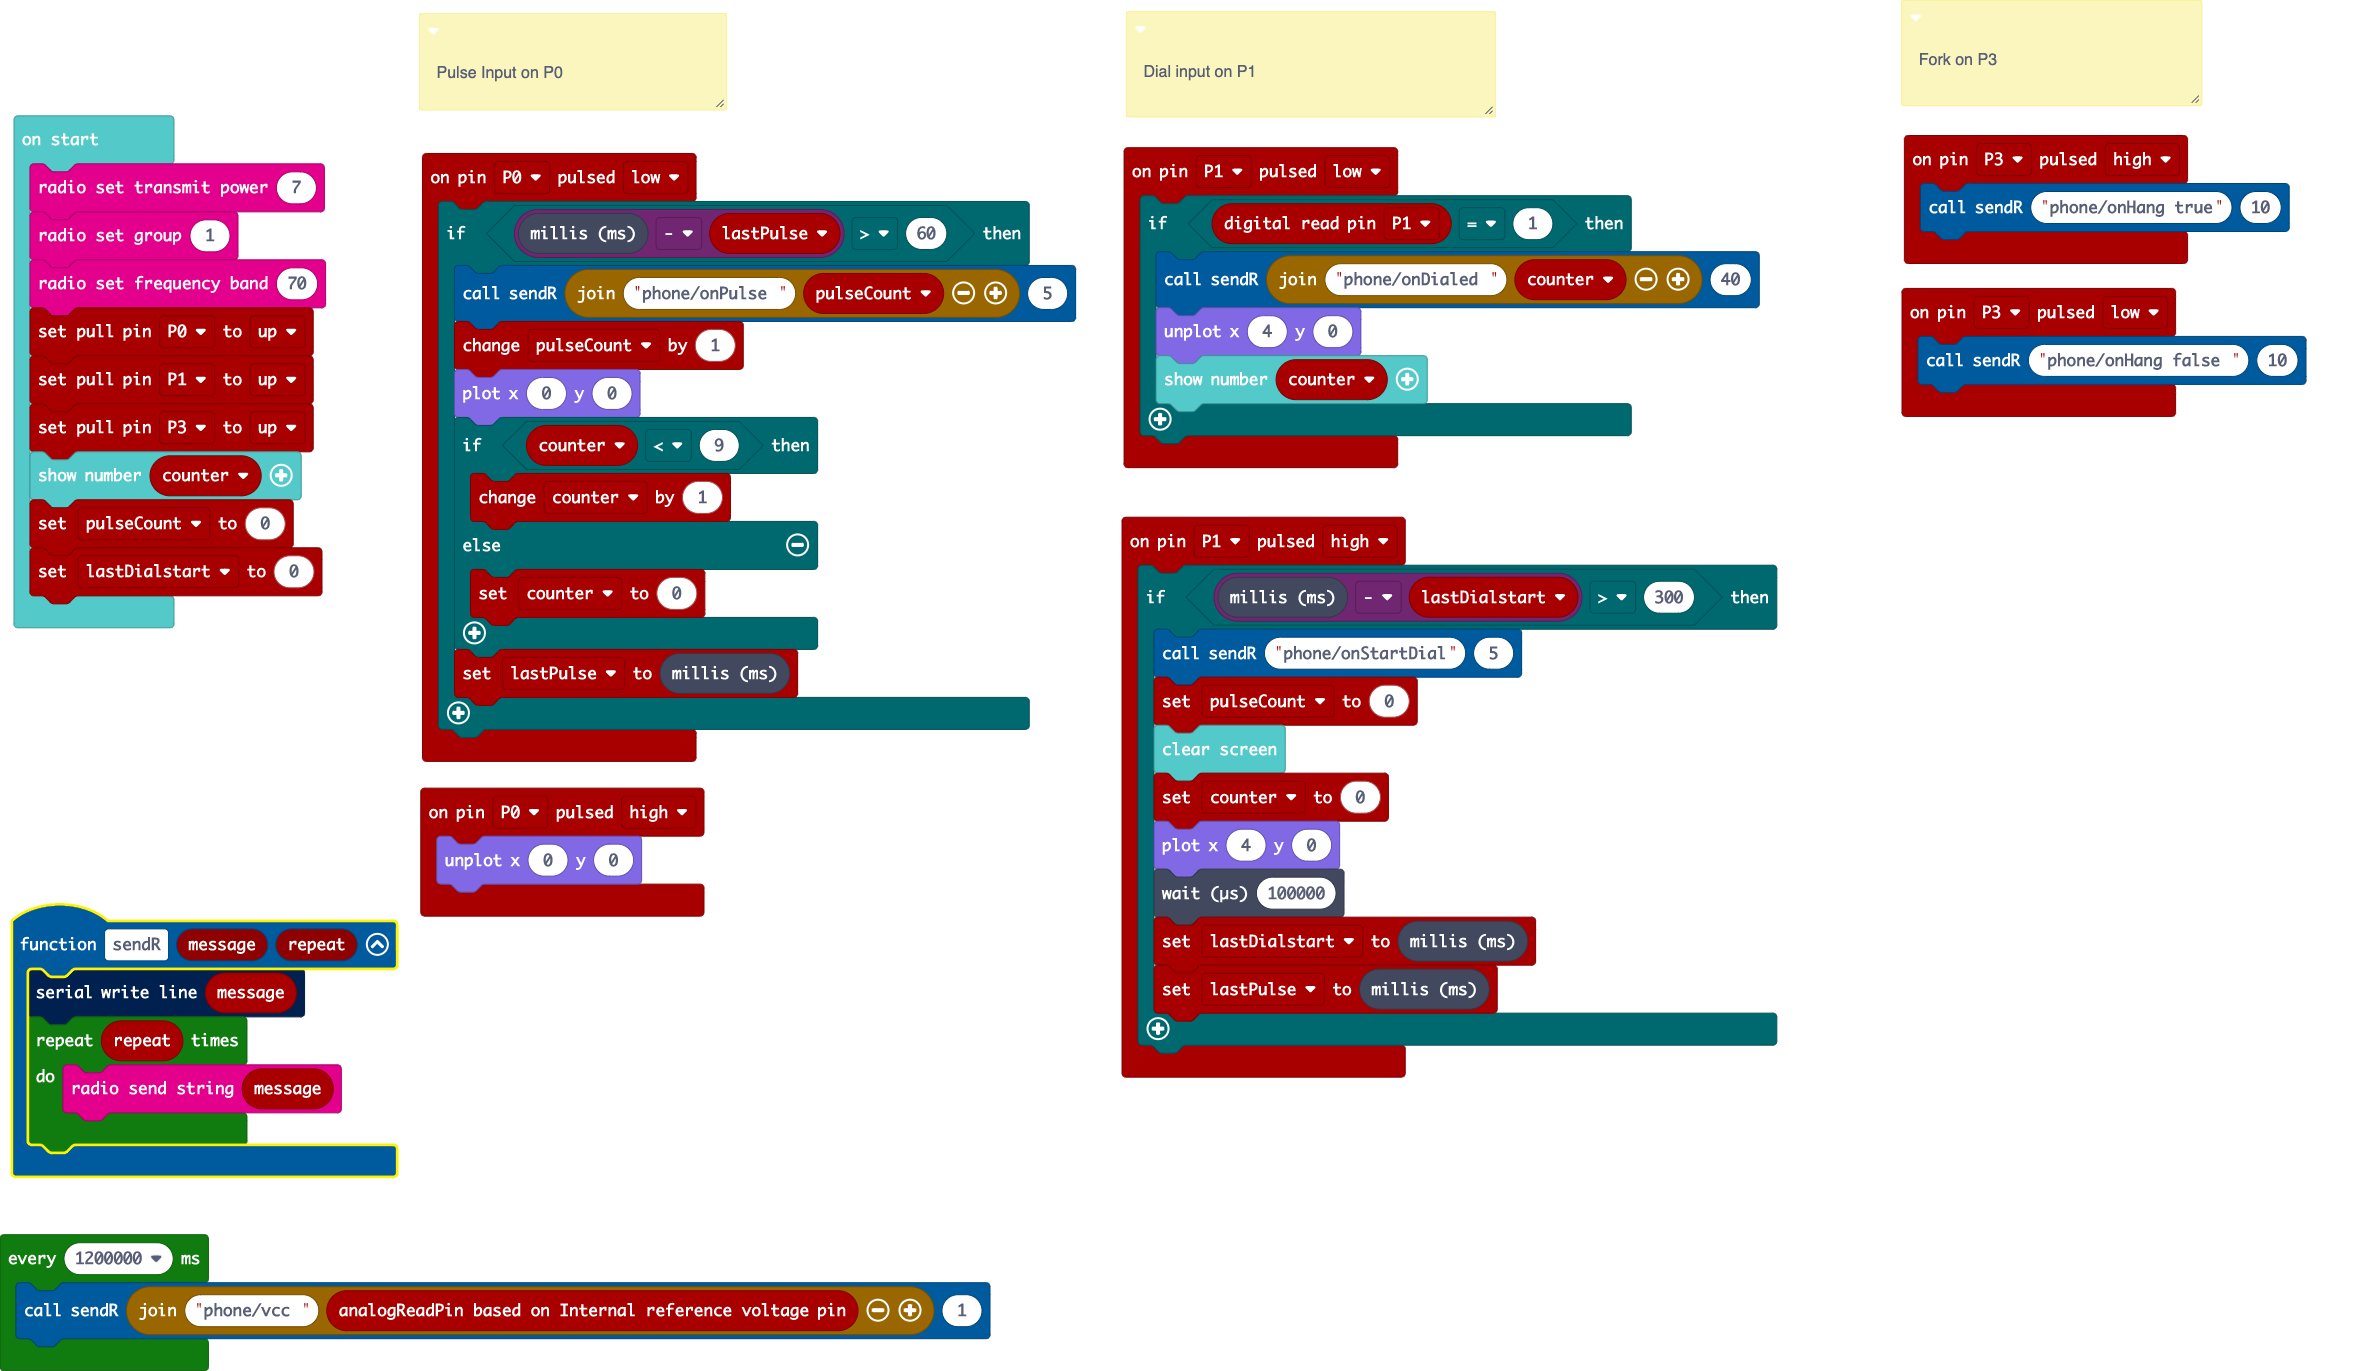 Pulse Input on P0
Dial input on P1
Fork on P3
on start
radio set transmit power 7
radio set group 1
radio set frequency band 70
set pull pin P0 to up
set pull pin P1 to up
set pull pin P3 to up
show number counter
set pulseCount to 0
set lastDialstart to 0
on pin P0 pulsed low
if millis (ms) - lastPulse > 60 then
call sendR join "phone/onPulse " pulseCount 5
change pulseCount by 1
plot x 0 y 0
if counter < 9 then
change counter by 1
else
set counter to 0
set lastPulse to millis (ms)
on pin P0 pulsed high
unplot x 0 y 0
on pin P1 pulsed low
if digital read pin P1 = 1 then
call sendR join "phone/onDialed " counter 40
unplot x 4 y 0
show number counter
on pin P1 pulsed high
if millis (ms) - lastDialstart > 300 then
call sendR "phone/onStartDial" 5
set pulseCount to 0
clear screen
set counter to 0
plot x 4 y 0
wait (µs) 100000
set lastDialstart to millis (ms)
set lastPulse to millis (ms)
on pin P3 pulsed high
call sendR "phone/onHang true" 10
on pin P3 pulsed low
call sendR "phone/onHang false " 10
function sendR message repeat
serial write line message
repeat repeat times
do radio send string message
every 1200000 ms
call sendR join "phone/vcc " analogReadPin based on Internal reference voltage pin 1